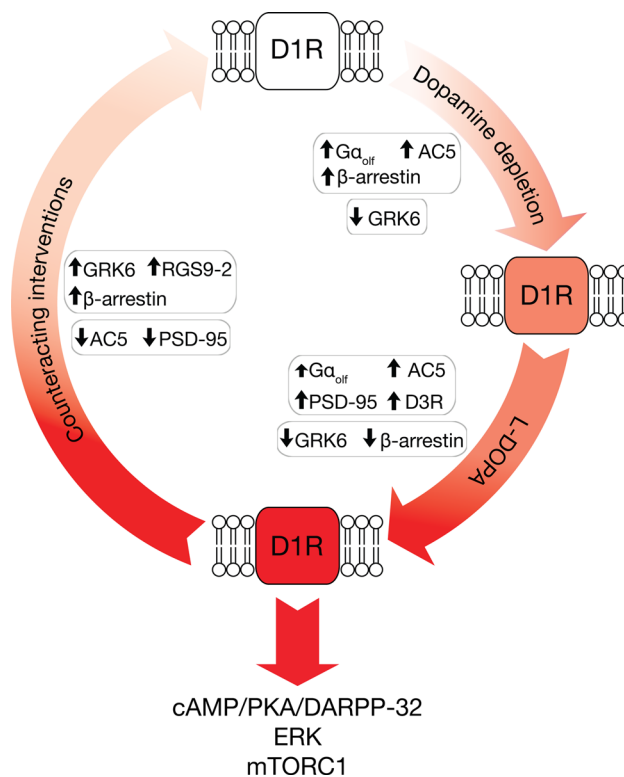 D1R
Dopamine depletion
↑Gαolf ↑AC5
↑β-arrestin
↓GRK6
D1R
L-DOPA
↑Gαolf ↑AC5
↑PSD-95 ↑D3R
↓GRK6 ↓β-arrestin
D1R
Counteracting interventions
↑GRK6 ↑RGS9-2
↑β-arrestin
↓AC5 ↓PSD-95
cAMP/PKA/DARPP-32
ERK
mTORC1